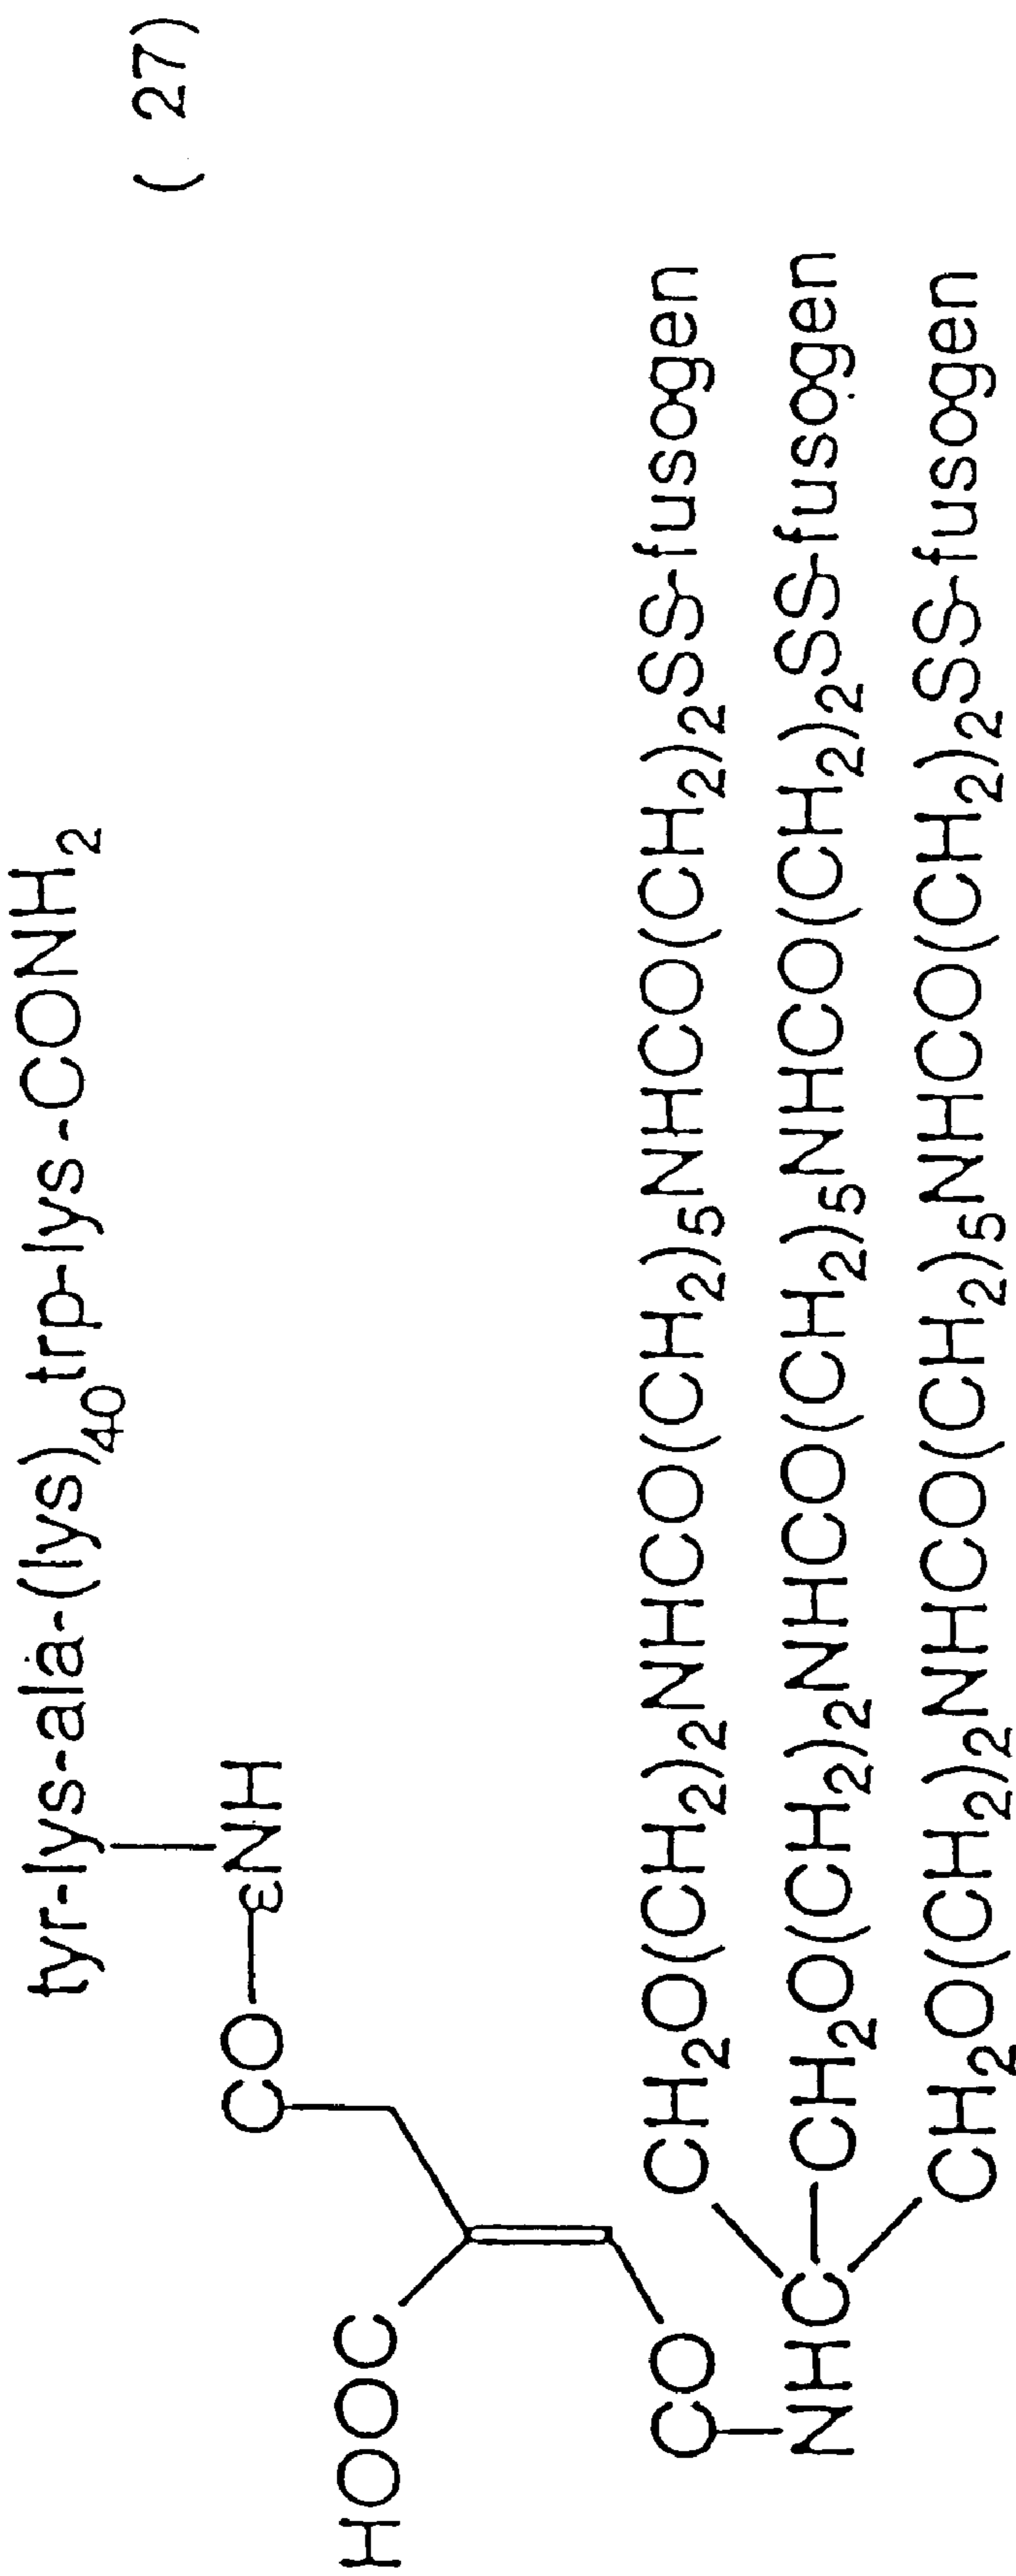 ( 27)
tyr-lys-ala-(lys)₄₀trp-lys-CONH₂
CO—εNH
HOOC
CO
CH₂O(CH₂)₂NHCO(CH₂)₅NHCO(CH₂)₂SS-fusogen
NHC—CH₂O(CH₂)₂NHCO(CH₂)₅NHCO(CH₂)₂SS-fusogen
CH₂O(CH₂)₂NHCO(CH₂)₅NHCO(CH₂)₂SS-fusogen